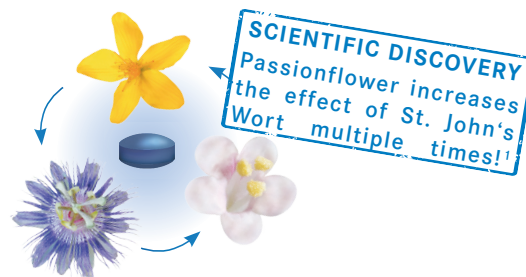 SCIENTIFIC DISCOVERY
Passionflower increases
the effect of St. John‘s
Wort multiple times!¹